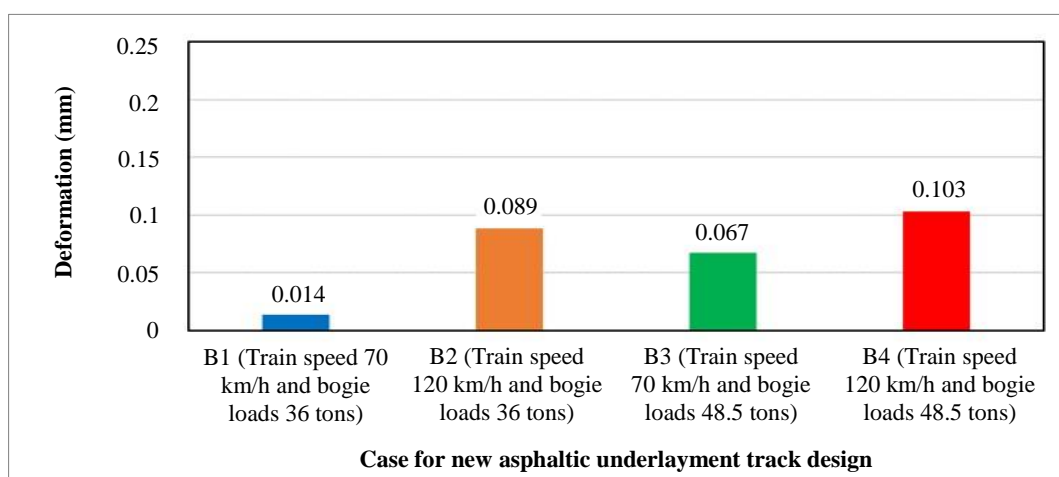 0.25
0.2
0.15
0.1
0.05
0
Deformation (mm)
0.014
0.089
0.067
0.103
B1 (Train speed 70
km/h and bogie
loads 36 tons)
B2 (Train speed
120 km/h and bogie
loads 36 tons)
B3 (Train speed
70 km/h and bogie
loads 48.5 tons)
B4 (Train speed
120 km/h and bogie
loads 48.5 tons)
Case for new asphaltic underlayment track design